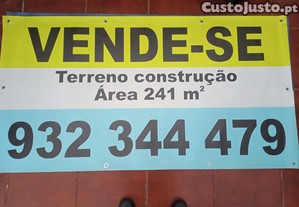 CustoJusto.pt
VENDE-SE
Terreno construção
Área 241 m²
932 344 479